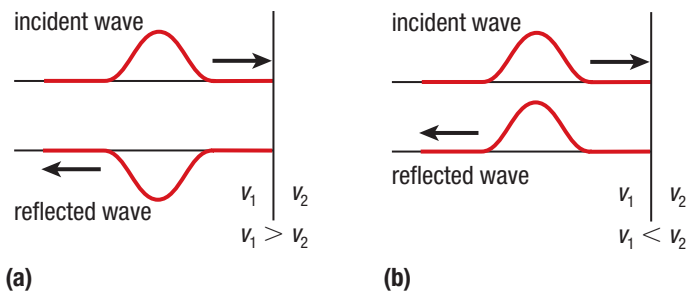 incident wave
reflected wave
v₁ v₂
v₁ > v₂
(a)
incident wave
reflected wave
v₁ v₂
v₁ < v₂
(b)